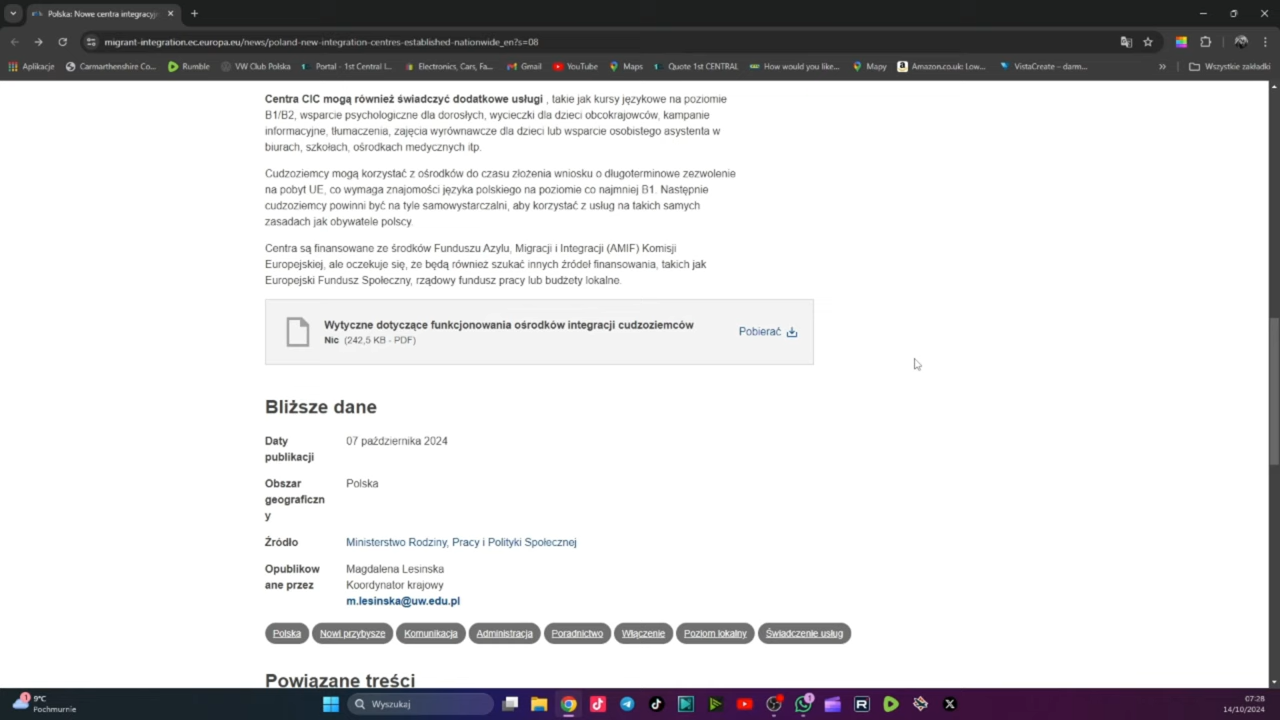 Polska: Nowe centra integracyj
migrant-integration.ec.europa.eu/news/poland-new-integration-centres-established-nationwide_en?s=08
Aplikacje Carmarthenshire Co... Rumble VW Club Polska Portal - 1st Central I... Electronics, Cars, Fa... Gmail YouTube Maps Quote 1st CENTRAL How would you like... Mapy Amazon.co.uk: Low... VistaCreate – darm... » Wszystkie zakładki
Centra CIC mogą również świadczyć dodatkowe usługi , takie jak kursy językowe na poziomie
B1/B2, wsparcie psychologiczne dla dorosłych, wycieczki dla dzieci obcokrajowców, kampanie
informacyjne, tłumaczenia, zajęcia wyrównawcze dla dzieci lub wsparcie osobistego asystenta w
biurach, szkołach, ośrodkach medycznych itp.
Cudzoziemcy mogą korzystać z ośrodków do czasu złożenia wniosku o długoterminowe zezwolenie
na pobyt UE, co wymaga znajomości języka polskiego na poziomie co najmniej B1. Następnie
cudzoziemcy powinni być na tyle samowystarczalni, aby korzystać z usług na takich samych
zasadach jak obywatele polscy.
Centra są finansowane ze środków Funduszu Azylu, Migracji i Integracji (AMIF) Komisji
Europejskiej, ale oczekuje się, że będą również szukać innych źródeł finansowania, takich jak
Europejski Fundusz Społeczny, rządowy fundusz pracy lub budżety lokalne.
Wytyczne dotyczące funkcjonowania ośrodków integracji cudzoziemców
Nic (242,5 KB - PDF)
Pobierać
Bliższe dane
Daty
publikacji
07 października 2024
Obszar
geograficzn
y
Polska
Źródło
Ministerstwo Rodziny, Pracy i Polityki Społecznej
Opublikow
ane przez
Magdalena Lesinska
Koordynator krajowy
m.lesinska@uw.edu.pl
Polska Nowi przybysze Komunikacja Administracja Poradnictwo Włączenie Poziom lokalny Świadczenie usług
Powiązane treści
1
9°C
Pochmurnie
Wyszukaj
1
07:28
14/10/2024